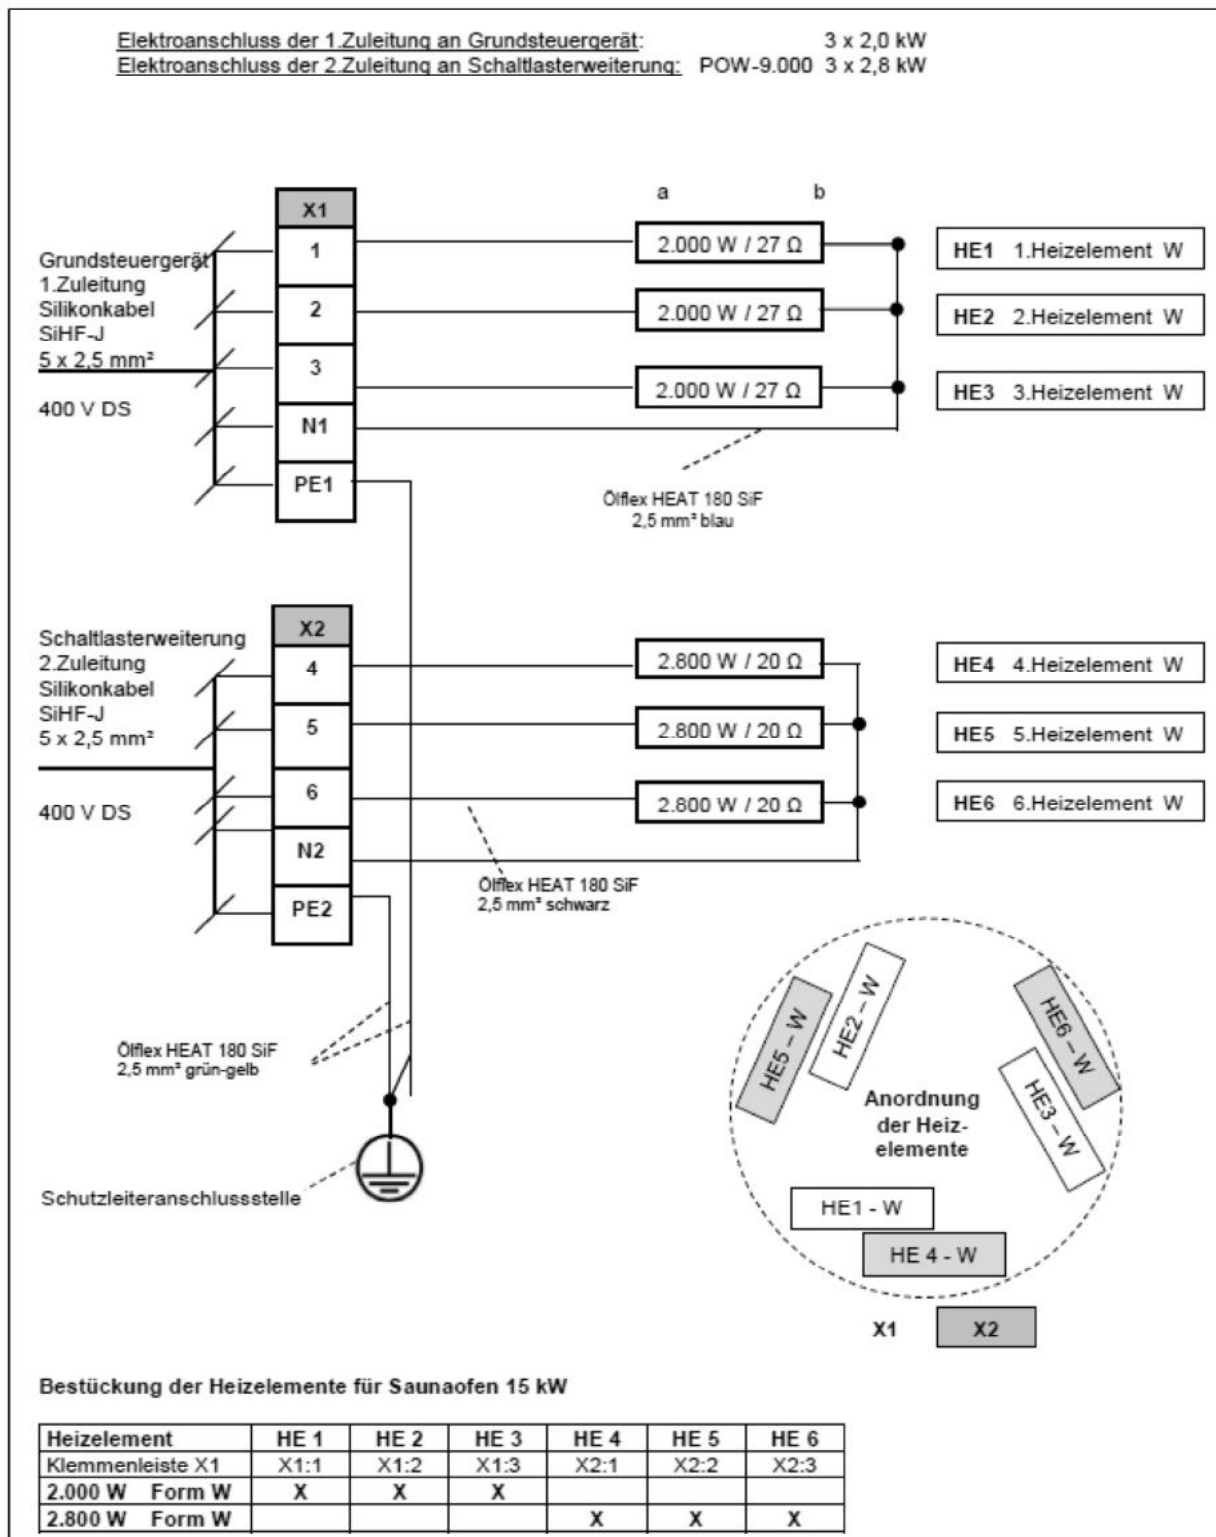 Elektroanschluss der 1.Zuleitung an Grundsteuergerät: 3 x 2,0 kW
Elektroanschluss der 2.Zuleitung an Schaltlasterweiterung: POW-9.000 3 x 2,8 kW
a b
X1
1
2
3
N1
PE1
Grundsteuergerät
1.Zuleitung
Silikonkabel
SiHF-J
5 x 2,5 mm²
400 V DS
2.000 W / 27 Ω
2.000 W / 27 Ω
2.000 W / 27 Ω
HE1 1.Heizelement W
HE2 2.Heizelement W
HE3 3.Heizelement W
Ölflex HEAT 180 SiF
2,5 mm² blau
X2
4
5
6
N2
PE2
Schaltlasterweiterung
2.Zuleitung
Silikonkabel
SiHF-J
5 x 2,5 mm²
400 V DS
2.800 W / 20 Ω
2.800 W / 20 Ω
2.800 W / 20 Ω
HE4 4.Heizelement W
HE5 5.Heizelement W
HE6 6.Heizelement W
Ölflex HEAT 180 SiF
2,5 mm² schwarz
Ölflex HEAT 180 SiF
2,5 mm² grün-gelb
Schutzleiteranschlussstelle
HE5 – W
HE2 – W
HE6 – W
HE3 – W
Anordnung
der Heiz-
elemente
HE1 - W
HE 4 - W
X1 X2
Bestückung der Heizelemente für Saunaofen 15 kW
Heizelement HE 1 HE 2 HE 3 HE 4 HE 5 HE 6
Klemmenleiste X1 X1:1 X1:2 X1:3 X2:1 X2:2 X2:3
2.000 W Form W X X X
2.800 W Form W X X X